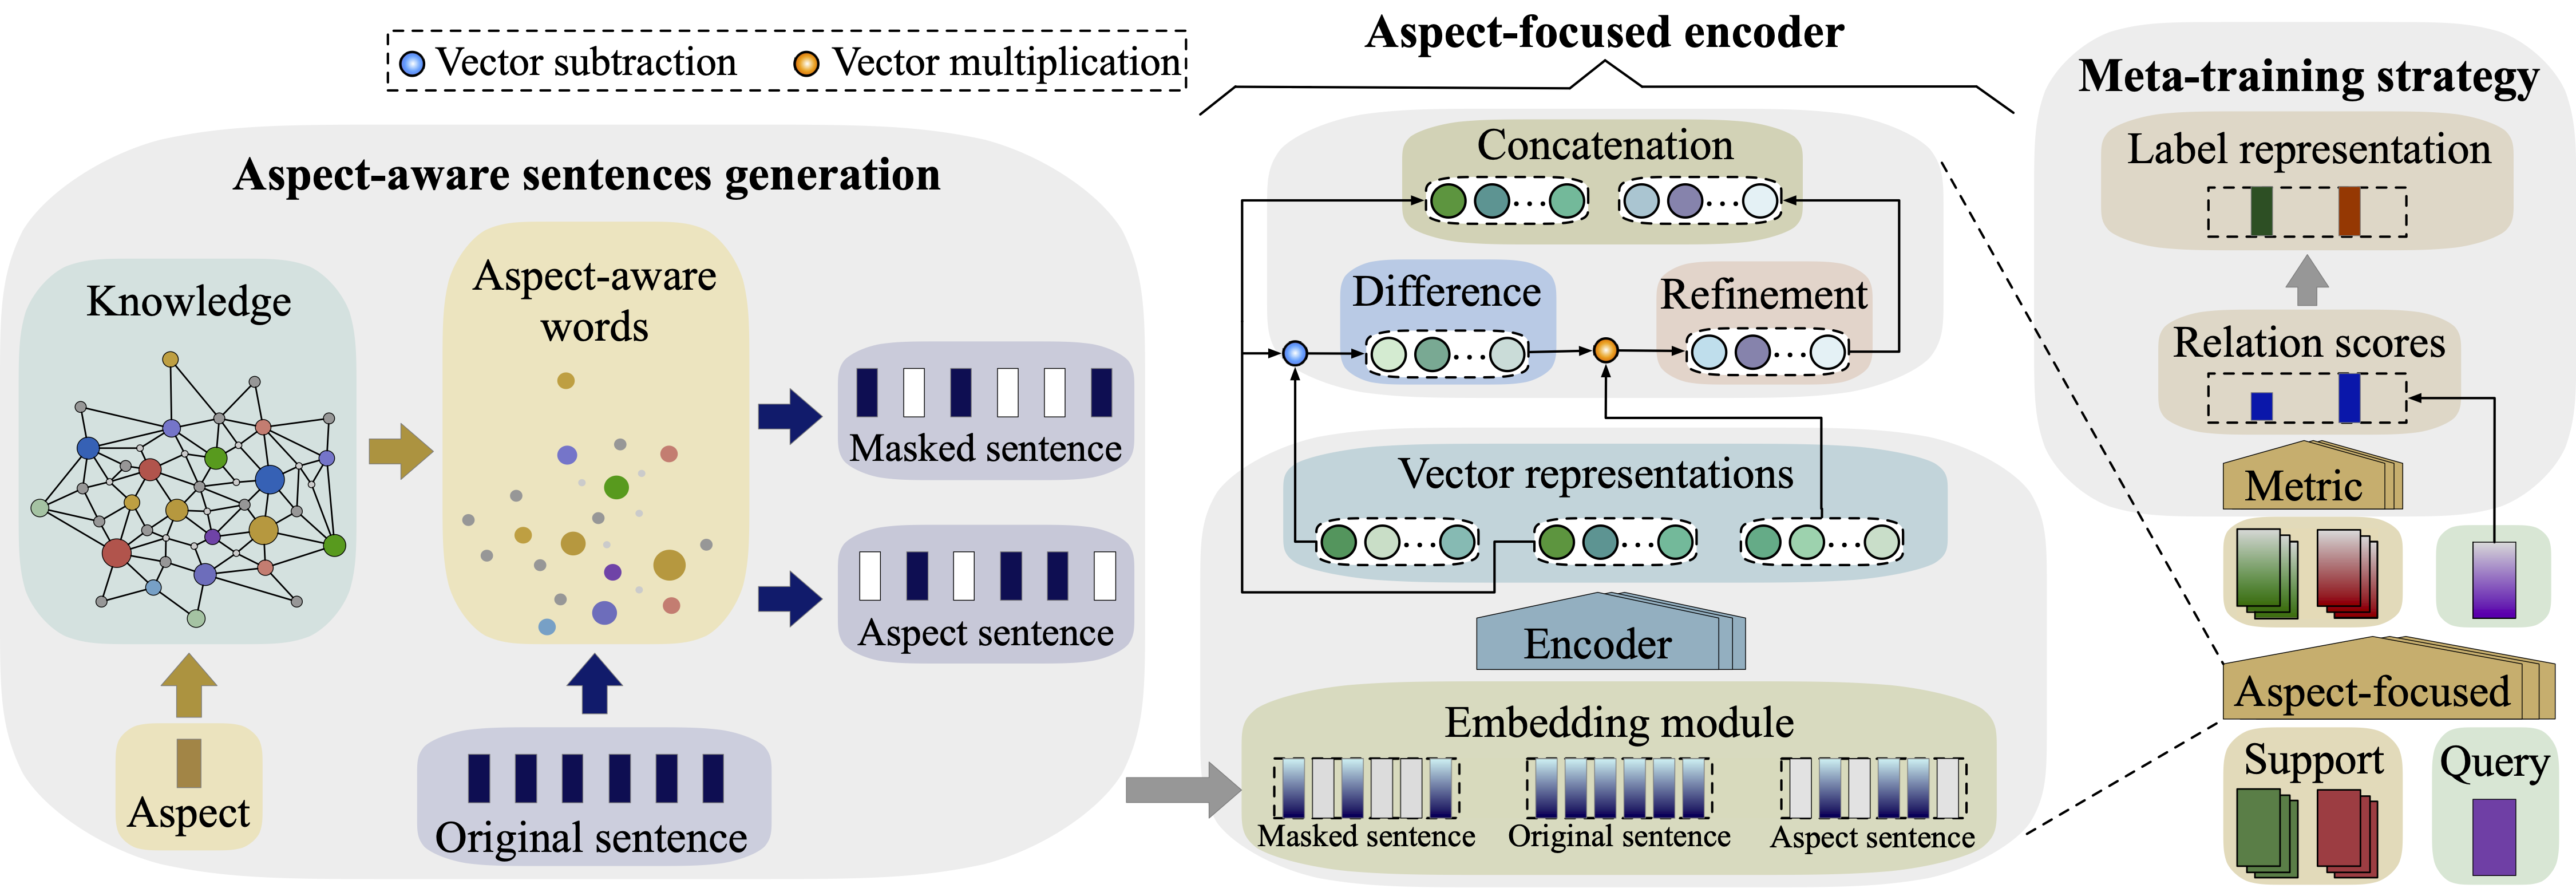 Vector subtraction
Vector multiplication
Aspect-aware sentences generation
Knowledge
Aspect-aware
words
Masked sentence
Aspect sentence
Aspect
Original sentence
Aspect-focused encoder
Concatenation
Difference
Refinement
Vector representations
Encoder
Embedding module
Masked sentence
Original sentence
Aspect sentence
Meta-training strategy
Label representation
Relation scores
Metric
Aspect-focused
Support
Query